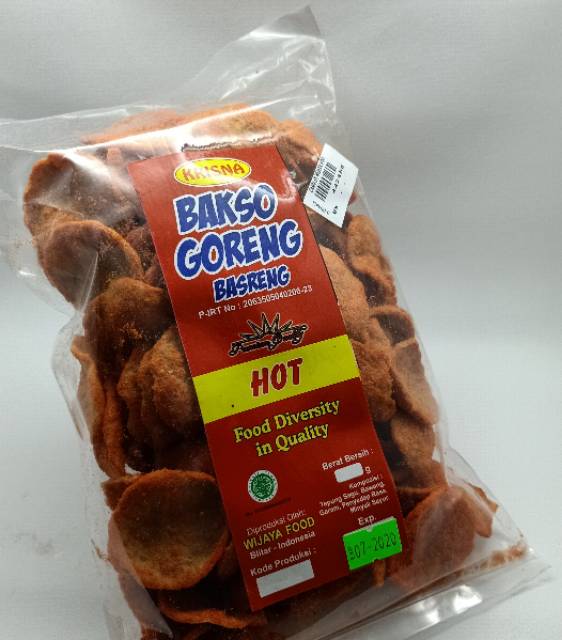 KRISNA
BAKSO
GORENG
BASRENG
P-IRT No : 2063505040206-23
HOT
Food Diversity
in Quality
Berat Bersih :
g
Komposisi :
Tepung Sagu, Bawang,
Garam, Penyedap Rasa,
Minyak Sayur
Diproduksi Oleh:
WIJAYA FOOD
Blitar - Indonesia
Kode Produksi :
Exp.
07-2020